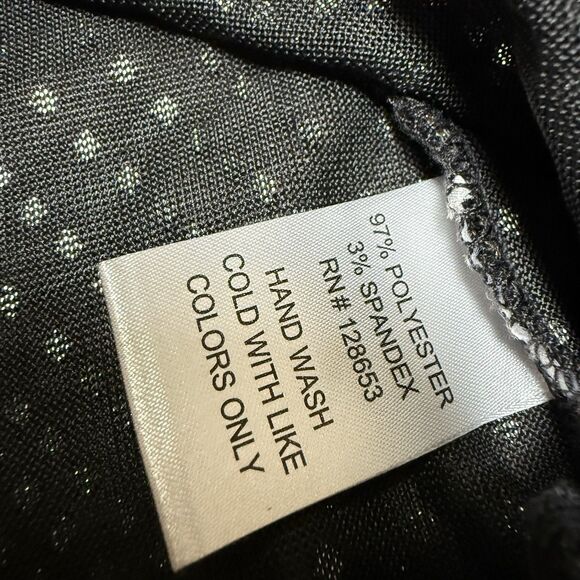 97% POLYESTER
3% SPANDEX
RN# 128653
HAND WASH
COLD WITH LIKE
COLORS ONLY